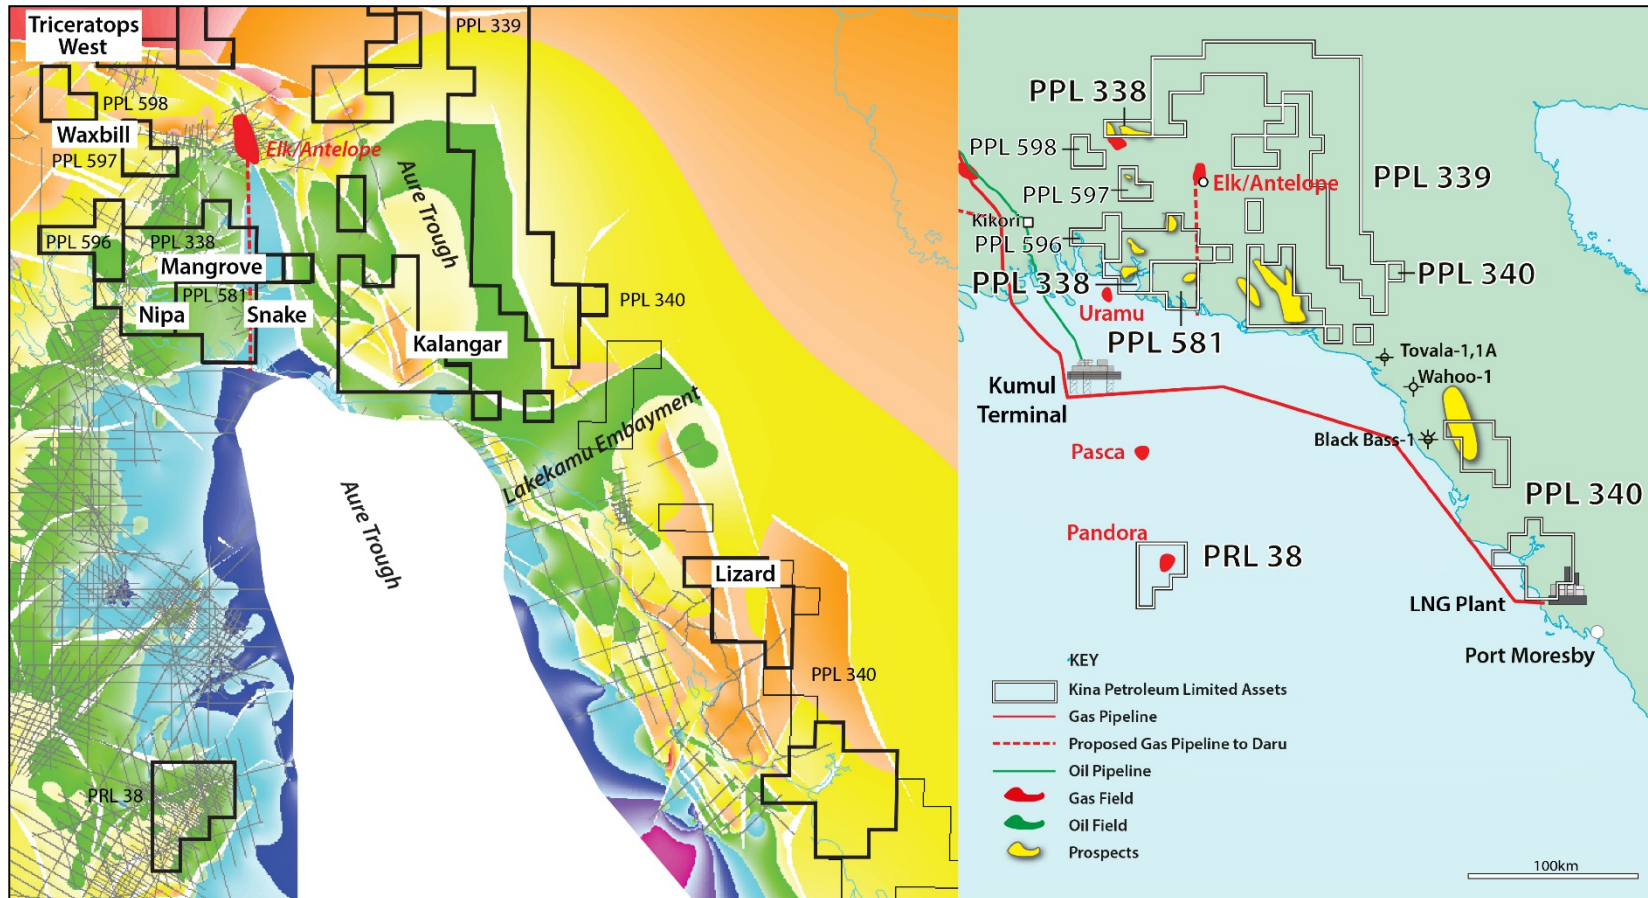 Triceratops
West
PPL 339
PPL 598
Waxbill
PPL 597
Elk/Antelope
Aure Trough
PPL 596
PPL 338
Mangrove
PPL 581
Nipa
Snake
PPL 340
Kalangar
Lakekamu Embayment
Aure Trough
Lizard
PPL 340
PRL 38
PPL 338
PPL 598
PPL 597
Elk/Antelope
PPL 339
Kikori
PPL 596
PPL 338
PPL 340
Uramu
PPL 581
Tovala-1,1A
Wahoo-1
Kumul
Terminal
Black Bass-1
Pasca
PPL 340
Pandora
PRL 38
LNG Plant
Port Moresby
KEY
Kina Petroleum Limited Assets
Gas Pipeline
Proposed Gas Pipeline to Daru
Oil Pipeline
Gas Field
Oil Field
Prospects
100km